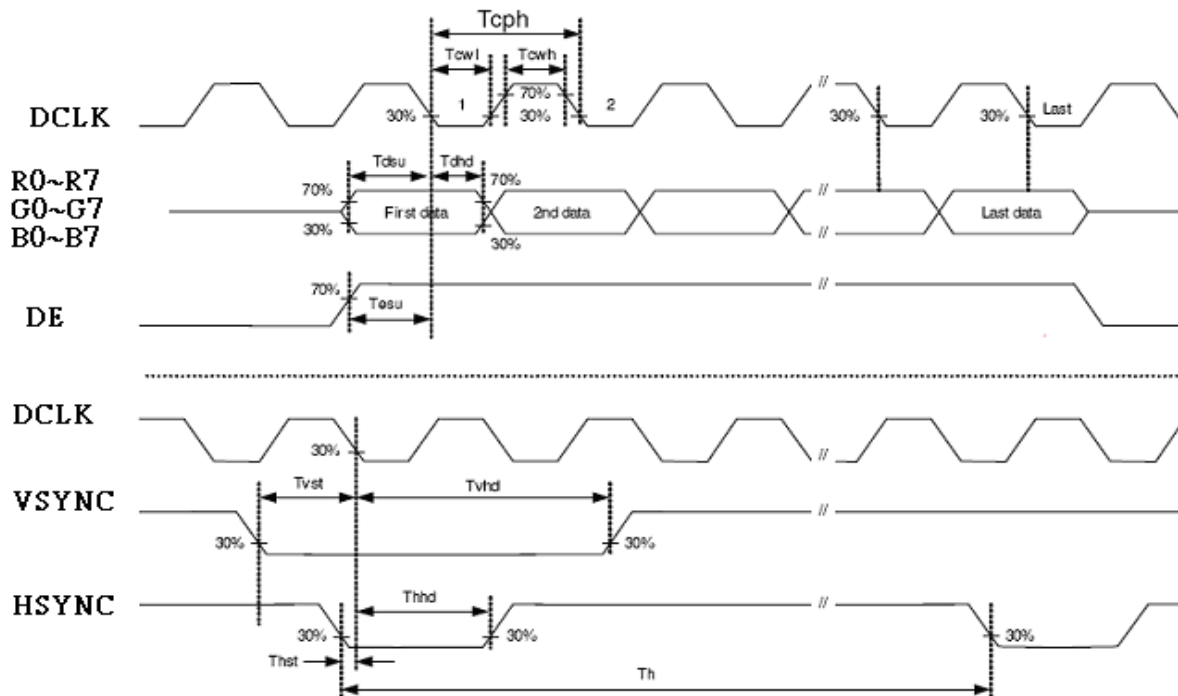 Tcph
Tcwl
Tcwh
DCLK
30%
1
70%
30%
2
//
30%
30%
Last
R0~R7
G0~G7
B0~B7
Tdsu
Tdhd
70%
30%
First data
70%
30%
2nd data
//
//
Last data
DE
70%
Tesu
//
DCLK
30%
//
VSYNC
Tvst
Tvhd
30%
30%
//
HSYNC
Thhd
30%
30%
//
30%
Thst
Th